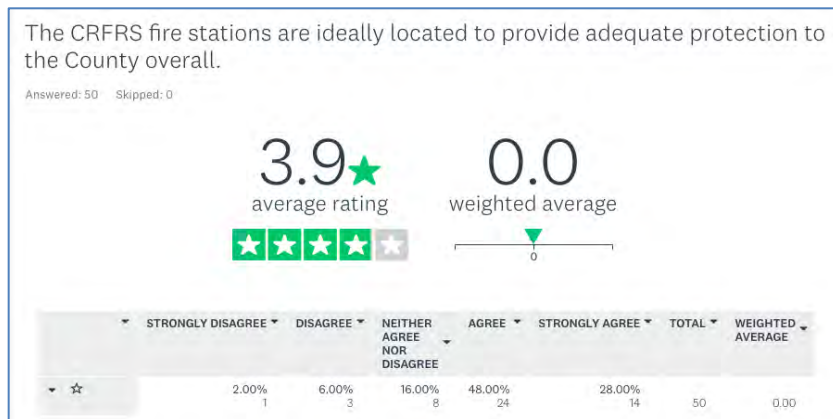 The CRFRS fire stations are ideally located to provide adequate protection to
the County overall.
Answered: 50 Skipped: 0
3.9 0.0
average rating weighted average
0
STRONGLY DISAGREE DISAGREE NEITHER AGREE NOR DISAGREE AGREE STRONGLY AGREE TOTAL WEIGHTED AVERAGE
2.00% 6.00% 16.00% 48.00% 28.00%
1 3 8 24 14 50 0.00